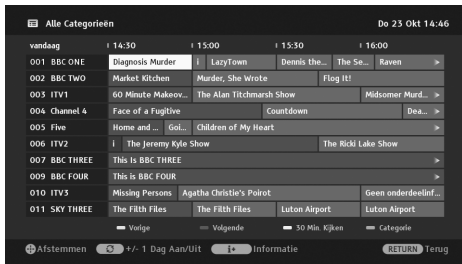 Alle Categorieën Do 23 Okt 14:46
vandaag 14:30 15:00 15:30 16:00
001 BBC ONE Diagnosis Murder i LazyTown Dennis the... The Se... Raven
002 BBC TWO Market Kitchen Murder, She Wrote Flog It!
003 ITV1 60 Minute Makeov... The Alan Titchmarsh Show Midsomer Murd...
004 Channel 4 Face of a Fugitive Countdown Dea...
005 Five Home and ... Goi... Children of My Heart
006 ITV2 i The Jeremy Kyle Show The Ricki Lake Show
007 BBC THREE This Is BBC THREE
009 BBC FOUR This is BBC FOUR
010 ITV3 Missing Persons Agatha Christie's Poirot Geen onderdeelinf...
011 SKY THREE The Filth Files The Filth Files Luton Airport Luton Airport
Vorige Volgende 30 Min. Kijken Categorie
Afstemmen +/- 1 Dag Aan/Uit i+ Informatie RETURN Terug